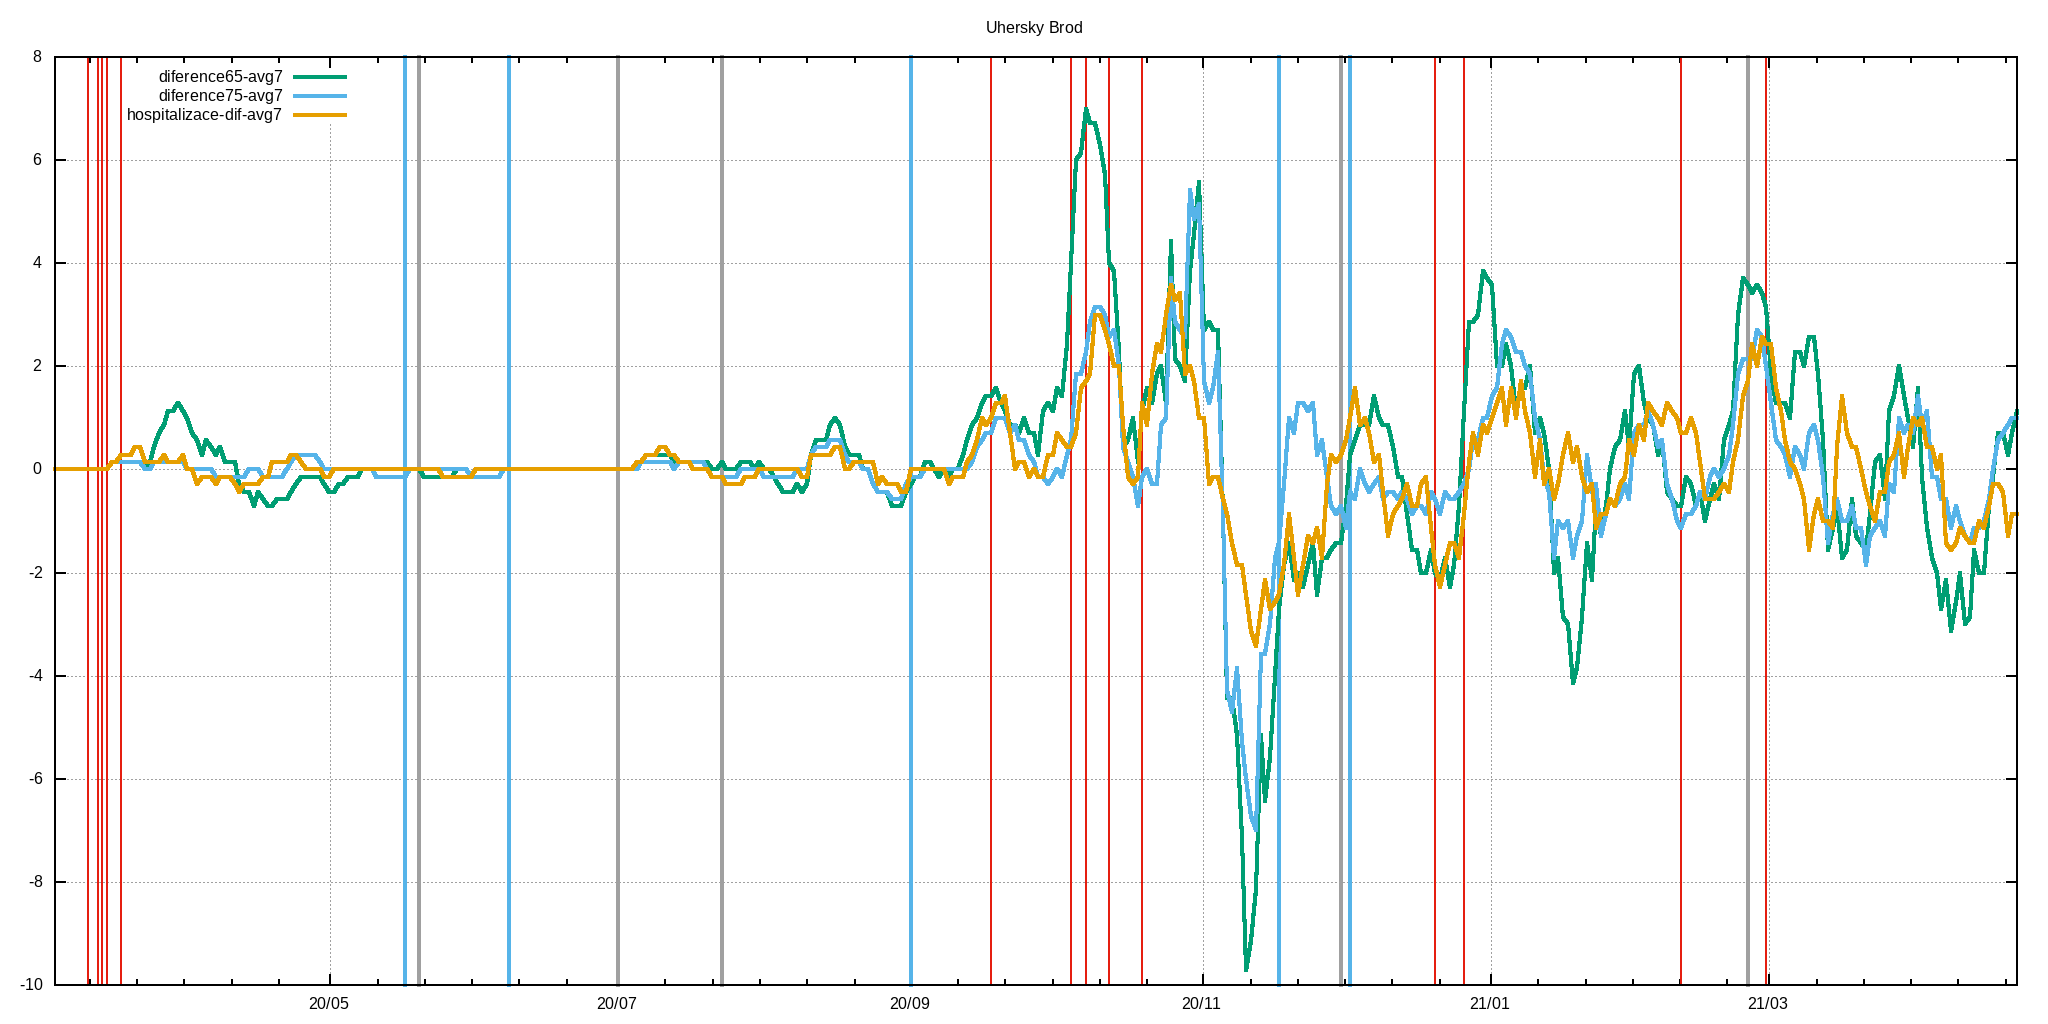 Uhersky Brod
8
diference65-avg7
diference75-avg7
hospitalizace-dif-avg7
6
4
2
0
-2
-4
-6
-8
-10
20/05 20/07 20/09 20/11 21/01 21/03